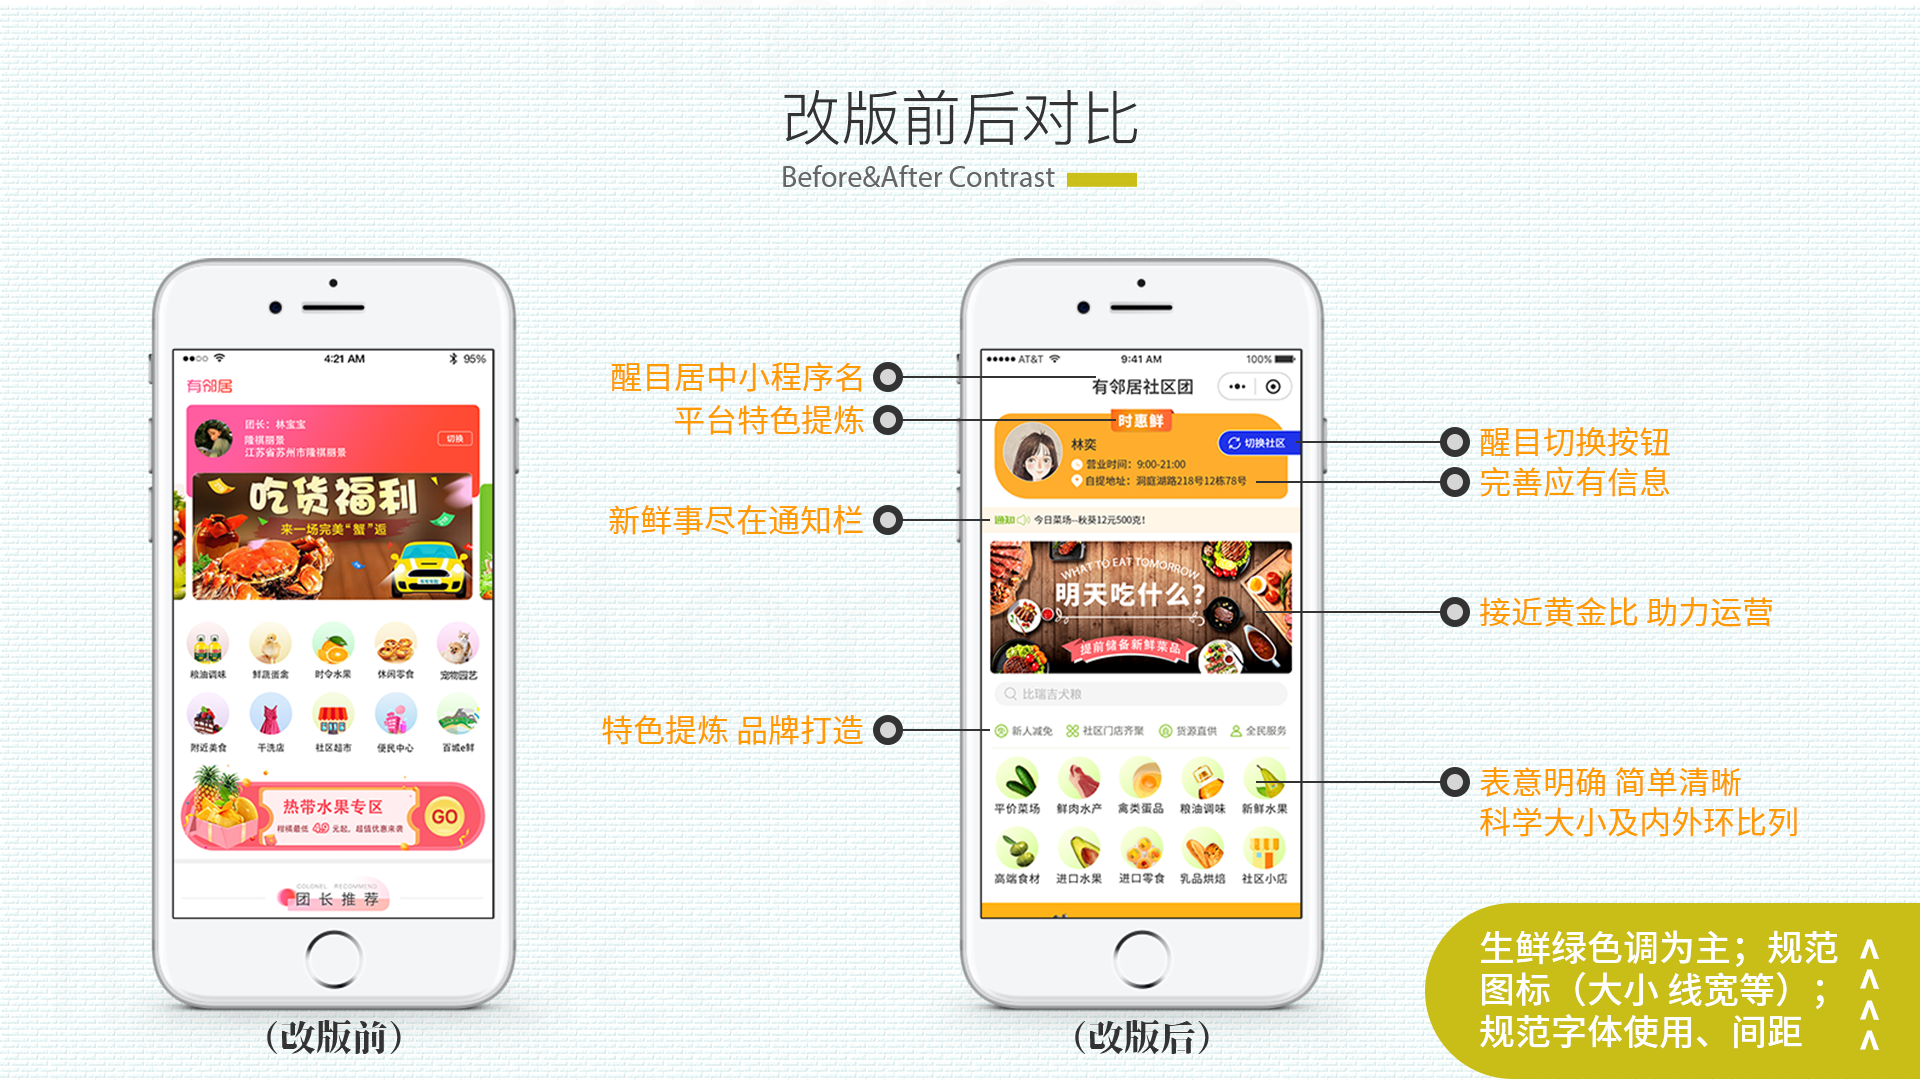 改版前后对比
Before&After Contrast
4:21 AM
95%
有邻居
团长：林宝宝
隆祺丽景
江苏省苏州市隆祺丽景
切换
吃货福利
来一场完美“蟹”逅
粮油调味
鲜蔬蛋禽
时令水果
休闲零食
宠物园艺
附近美食
干洗店
社区超市
便民中心
百城e鲜
热带水果专区
柑橘最低 49 元起，超值优惠来袭
GO
COLONEL RECOMMEND
团长推荐
（改版前）
醒目居中小程序名
平台特色提炼
新鲜事尽在通知栏
特色提炼 品牌打造
AT&T
9:41 AM
100%
有邻居社区团
时惠鲜
林奕
切换社区
营业时间：9:00-21:00
自提地址：洞庭湖路218号12栋78号
通知
今日菜场--秋葵12元500克！
WHAT TO EAT TOMORROW
明天吃什么?
提前储备新鲜菜品
比瑞吉犬粮
新人减免
社区门店齐聚
货源直供
全民服务
平价菜场
鲜肉水产
禽类蛋品
粮油调味
新鲜水果
高端食材
进口水果
进口零食
乳品烘焙
社区小店
（改版后）
醒目切换按钮
完善应有信息
接近黄金比 助力运营
表意明确 简单清晰
科学大小及内外环比列
生鲜绿色调为主；规范
图标（大小 线宽等）；
规范字体使用、间距